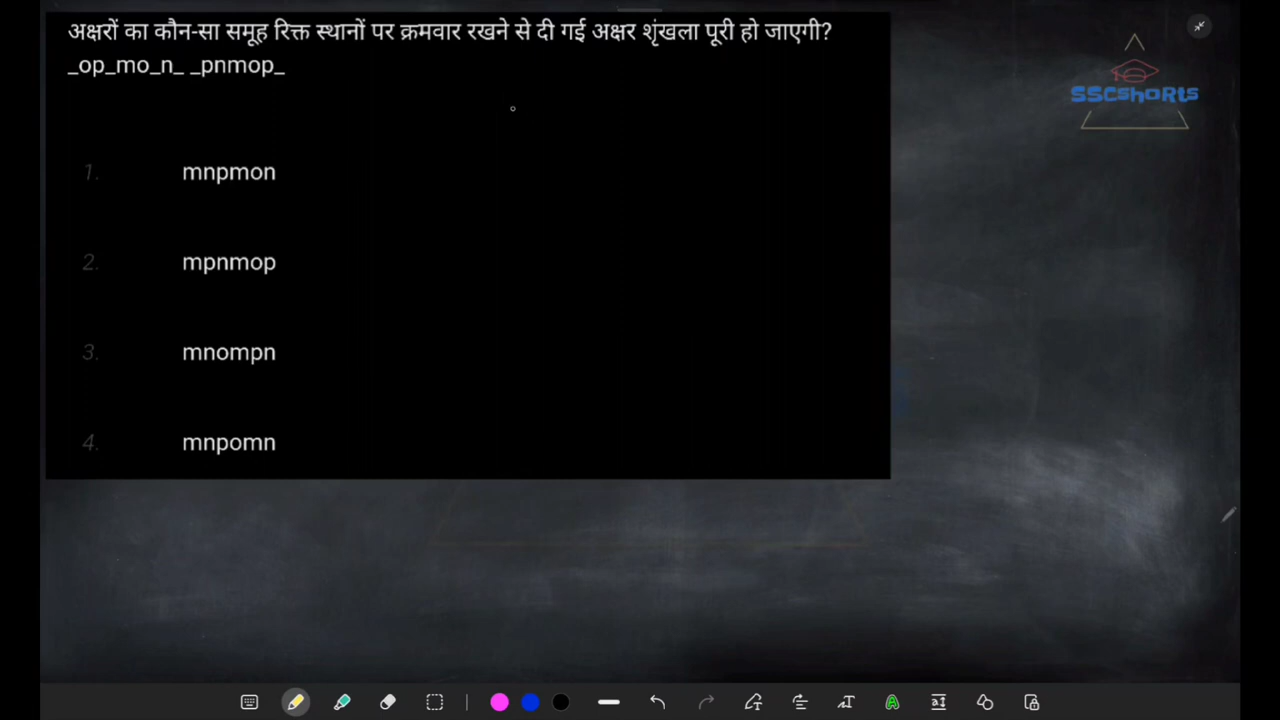 अक्षरों का कौन-सा समूह रिक्त स्थानों पर क्रमवार रखने से दी गई अक्षर शृंखला पूरी हो जाएगी?
_op_mo_n_ _pnmop_
SSCshoRts
1. mnpmon
2. mpnmop
3. mnompn
4. mnpomn